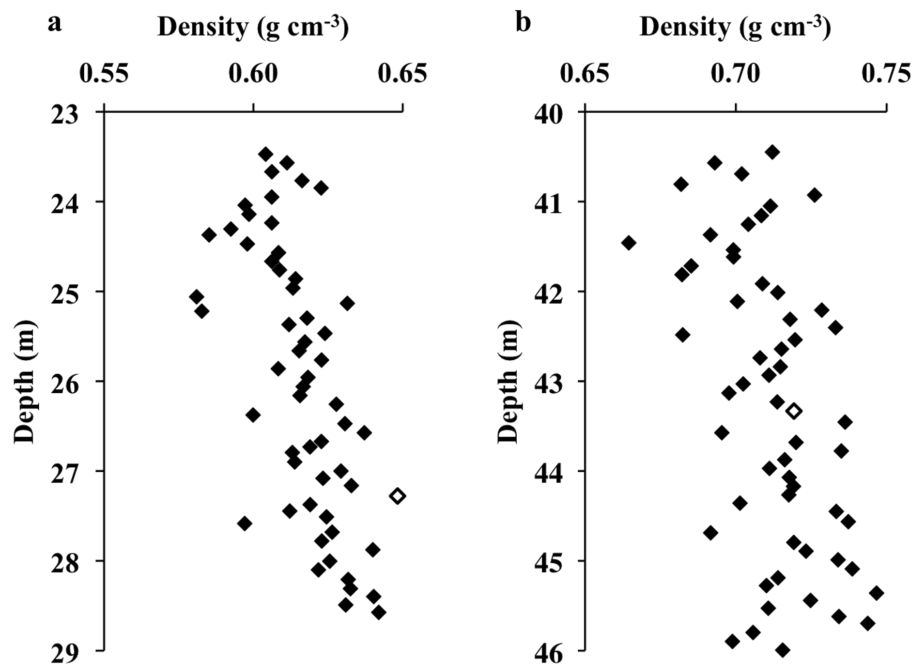 a Density (g cm-3)
0.55 0.60 0.65
23
24
25
26
27
28
29
Depth (m)
b Density (g cm-3)
0.65 0.70 0.75
40
41
42
43
44
45
46
Depth (m)